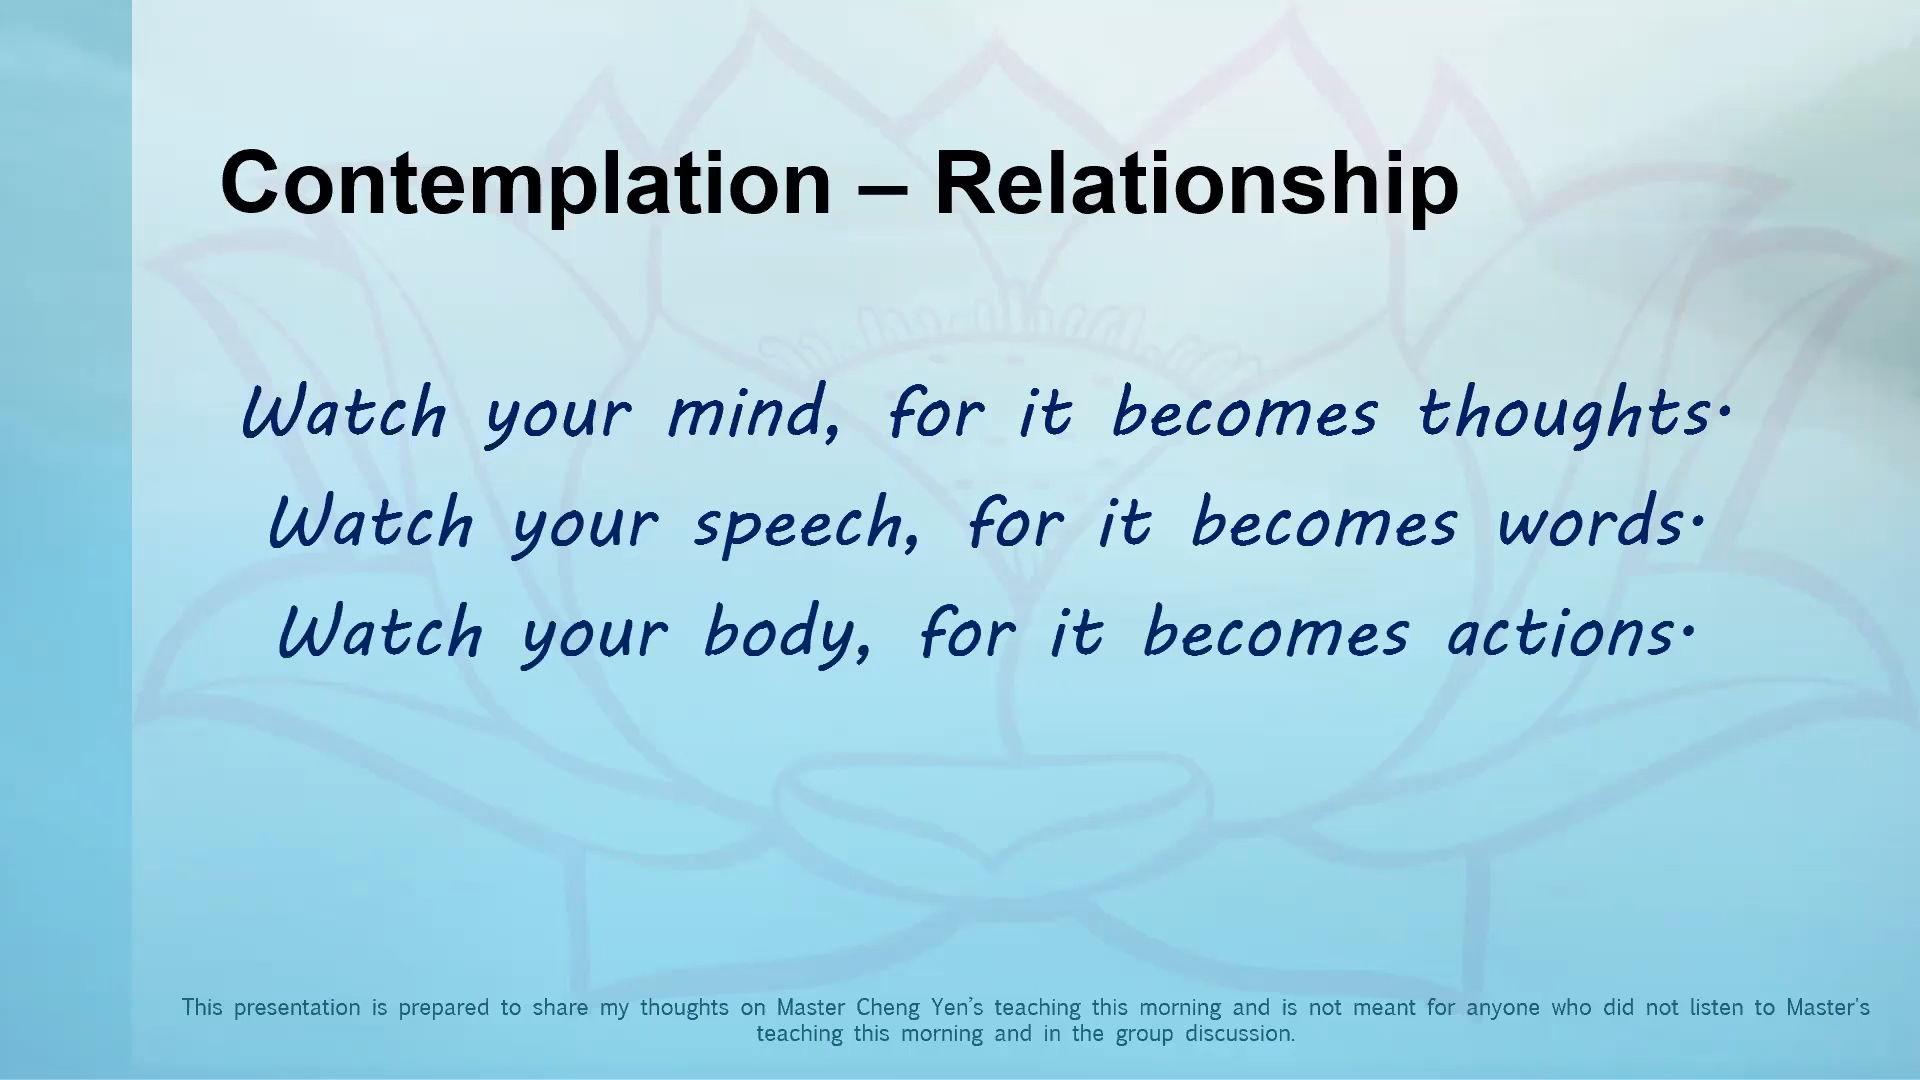 Contemplation – Relationship
Watch your mind, for it becomes thoughts.
Watch your speech, for it becomes words.
Watch your body, for it becomes actions.
This presentation is prepared to share my thoughts on Master Cheng Yen’s teaching this morning and is not meant for anyone who did not listen to Master's
teaching this morning and in the group discussion.